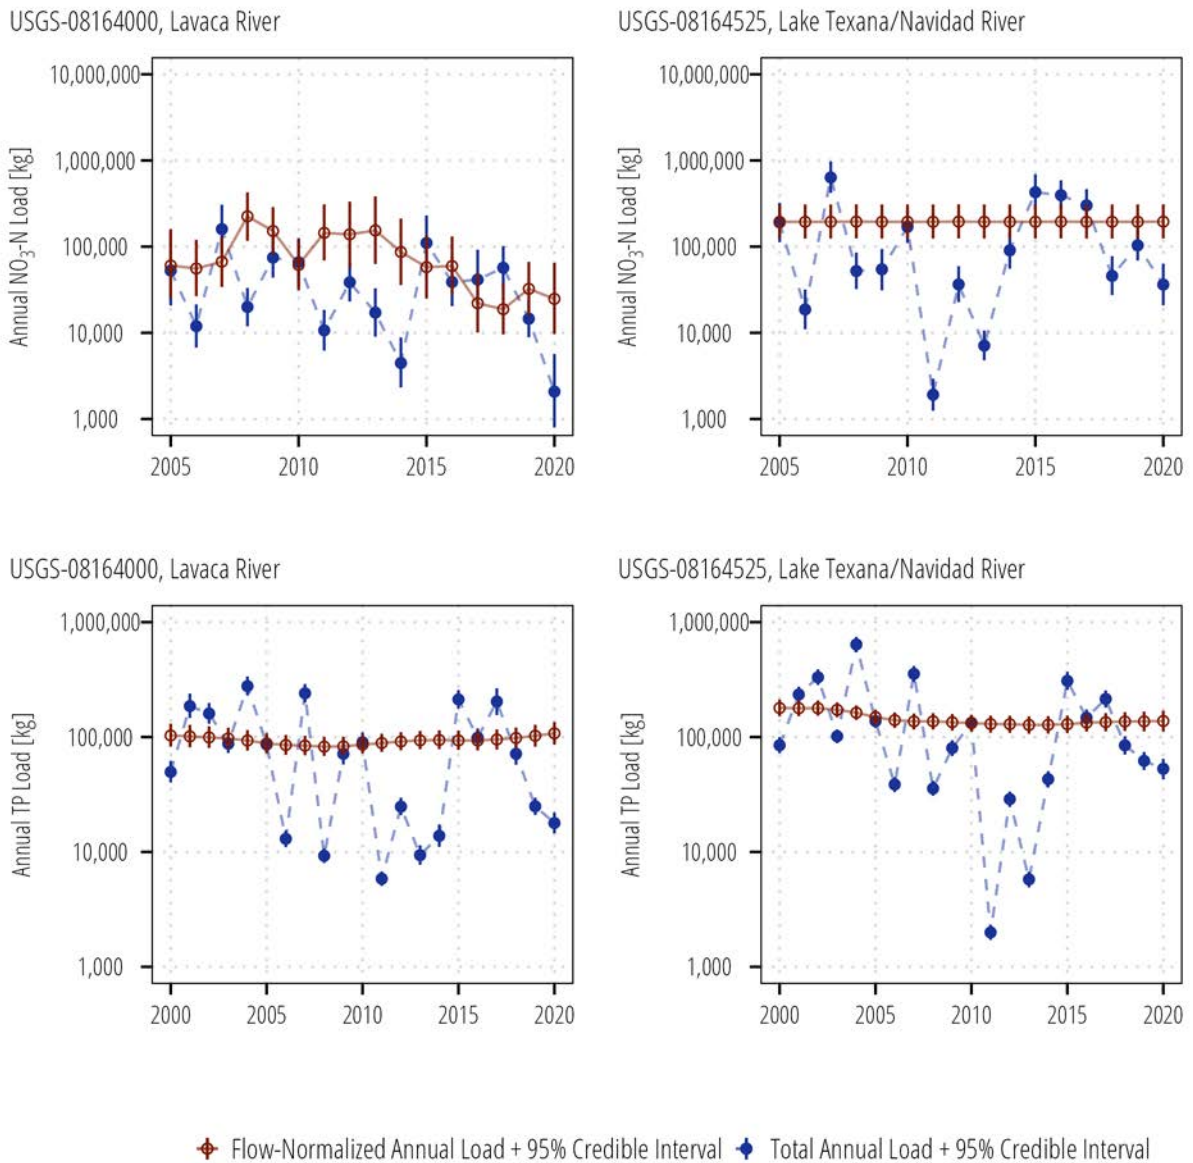 USGS-08164000, Lavaca River
Annual NO3-N Load [kg]
10,000,000
1,000,000
100,000
10,000
1,000
2005 2010 2015 2020
USGS-08164525, Lake Texana/Navidad River
Annual NO3-N Load [kg]
10,000,000
1,000,000
100,000
10,000
1,000
2005 2010 2015 2020
USGS-08164000, Lavaca River
Annual TP Load [kg]
1,000,000
100,000
10,000
1,000
2000 2005 2010 2015 2020
USGS-08164525, Lake Texana/Navidad River
Annual TP Load [kg]
1,000,000
100,000
10,000
1,000
2000 2005 2010 2015 2020
Flow-Normalized Annual Load + 95% Credible Interval Total Annual Load + 95% Credible Interval